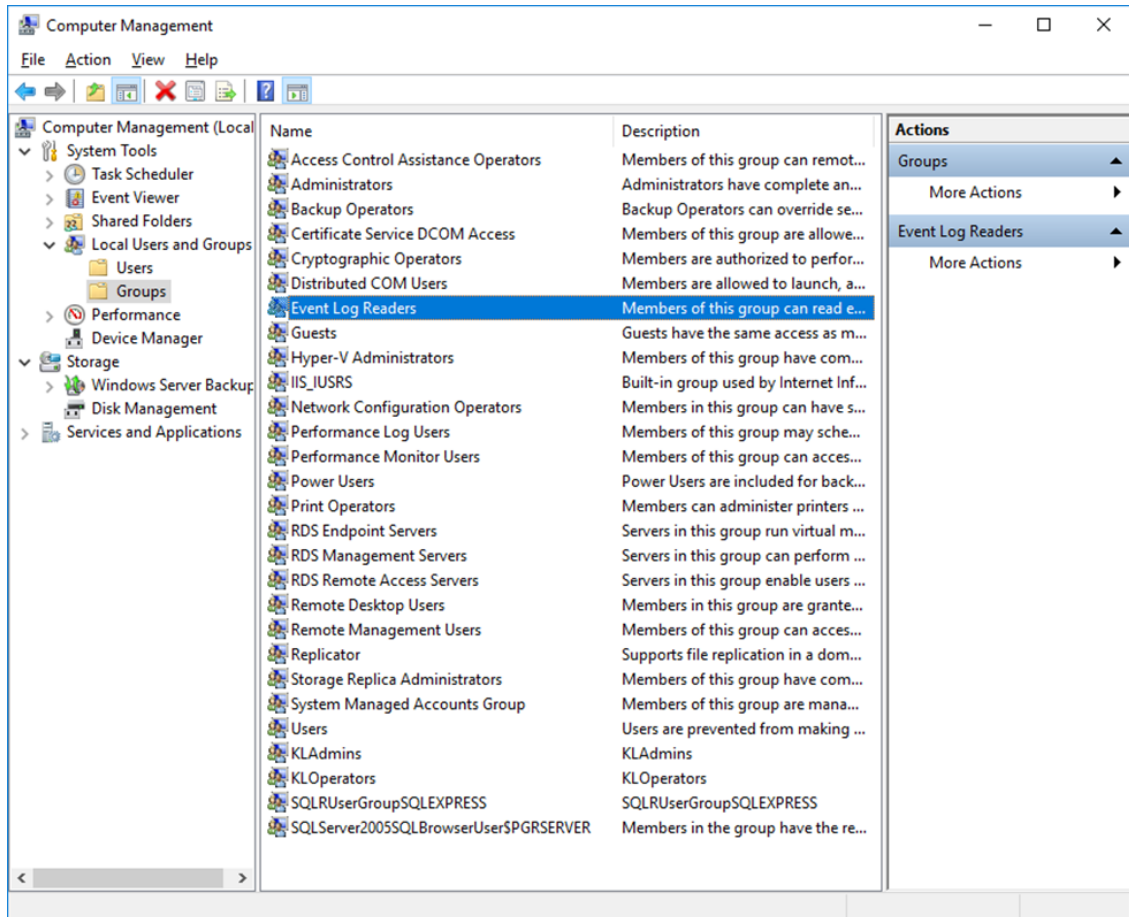 Computer Management
File Action View Help
Computer Management (Local
System Tools
Task Scheduler
Event Viewer
Shared Folders
Local Users and Groups
Users
Groups
Performance
Device Manager
Storage
Windows Server Backup
Disk Management
Services and Applications
Name Description
Access Control Assistance Operators Members of this group can remot...
Administrators Administrators have complete an...
Backup Operators Backup Operators can override se...
Certificate Service DCOM Access Members of this group are allowe...
Cryptographic Operators Members are authorized to perfor...
Distributed COM Users Members are allowed to launch, a...
Event Log Readers Members of this group can read e...
Guests Guests have the same access as m...
Hyper-V Administrators Members of this group have com...
IIS_IUSRS Built-in group used by Internet Inf...
Network Configuration Operators Members in this group can have s...
Performance Log Users Members of this group may sche...
Performance Monitor Users Members of this group can acces...
Power Users Power Users are included for back...
Print Operators Members can administer printers ...
RDS Endpoint Servers Servers in this group run virtual m...
RDS Management Servers Servers in this group can perform ...
RDS Remote Access Servers Servers in this group enable users ...
Remote Desktop Users Members in this group are grante...
Remote Management Users Members of this group can acces...
Replicator Supports file replication in a dom...
Storage Replica Administrators Members of this group have com...
System Managed Accounts Group Members of this group are mana...
Users Users are prevented from making ...
KLAdmins KLAdmins
KLOperators KLOperators
SQLRUserGroupSQLEXPRESS SQLRUserGroupSQLEXPRESS
SQLServer2005SQLBrowserUser$PGRSERVER Members in the group have the re...
Actions
Groups
More Actions
Event Log Readers
More Actions